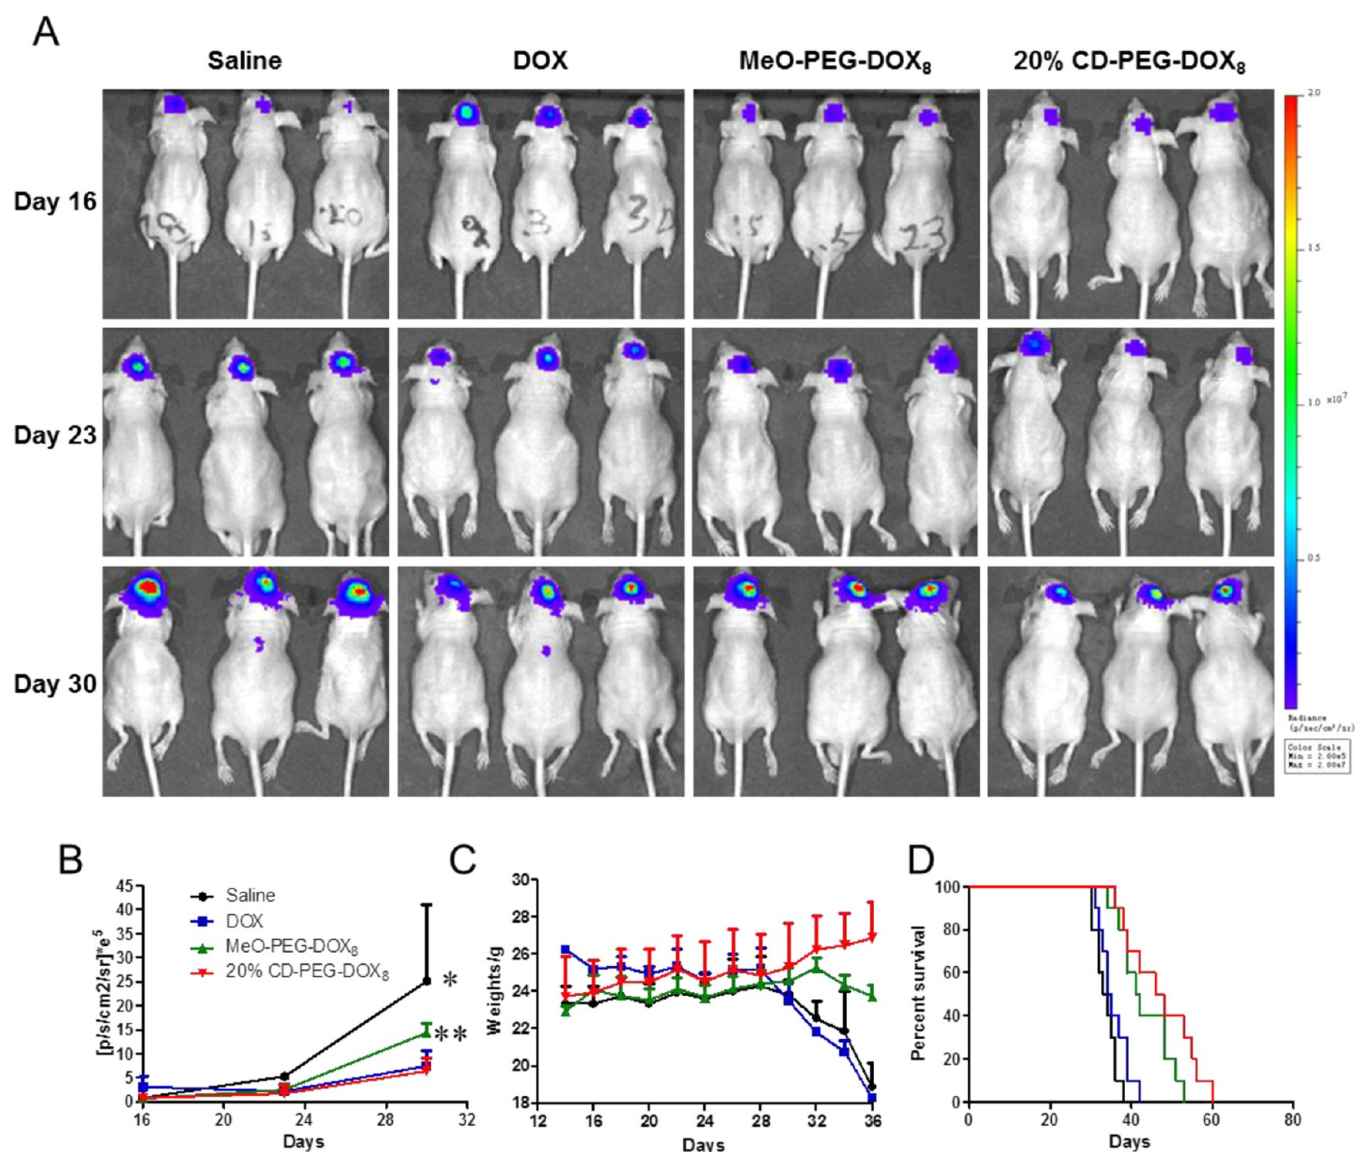 A
Saline
DOX
MeO-PEG-DOX₈
20% CD-PEG-DOX₈
Day 16
Day 23
Day 30
2.0
1.5
1.0 x10⁷
0.5
Radiance
(p/sec/cm²/sr)
Color Scale
Min = 2.00e5
Max = 2.00e7
15
3
23
B
45
40
35
30
25
20
15
10
5
0
[p/s/cm2/sr]*e⁵
Saline
DOX
MeO-PEG-DOX₈
20% CD-PEG-DOX₈
*
**
16 20 24 28 32
Days
C
30
28
26
24
22
20
18
Weights/g
12 16 20 24 28 32 36
Days
D
100
80
60
40
20
0
Percent survival
0 20 40 60 80
Days